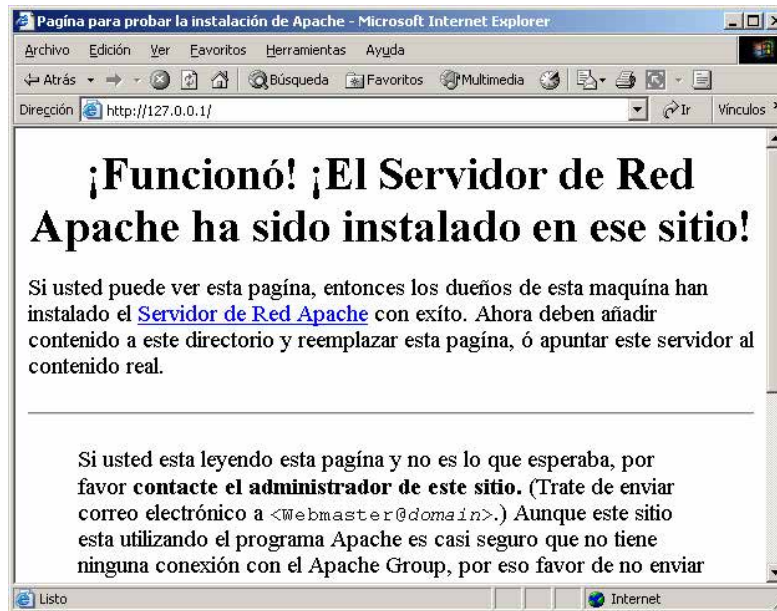 Pagína para probar la instalación de Apache - Microsoft Internet Explorer
Archivo Edición Ver Favoritos Herramientas Ayuda
Atrás Búsqueda Favoritos Multimedia
Dirección http://127.0.0.1/ Ir Vínculos
¡Funcionó! ¡El Servidor de Red
Apache ha sido instalado en ese sitio!
Si usted puede ver esta pagína, entonces los dueños de esta maquína han
instalado el Servidor de Red Apache con exíto. Ahora deben añadir
contenido a este directorio y reemplazar esta pagína, ó apuntar este servidor al
contenido real.
Si usted esta leyendo esta pagína y no es lo que esperaba, por
favor contacte el administrador de este sitio. (Trate de enviar
correo electrónico a <Webmaster@domain>.) Aunque este sitio
esta utilizando el programa Apache es casi seguro que no tiene
ninguna conexión con el Apache Group, por eso favor de no enviar
Listo Internet